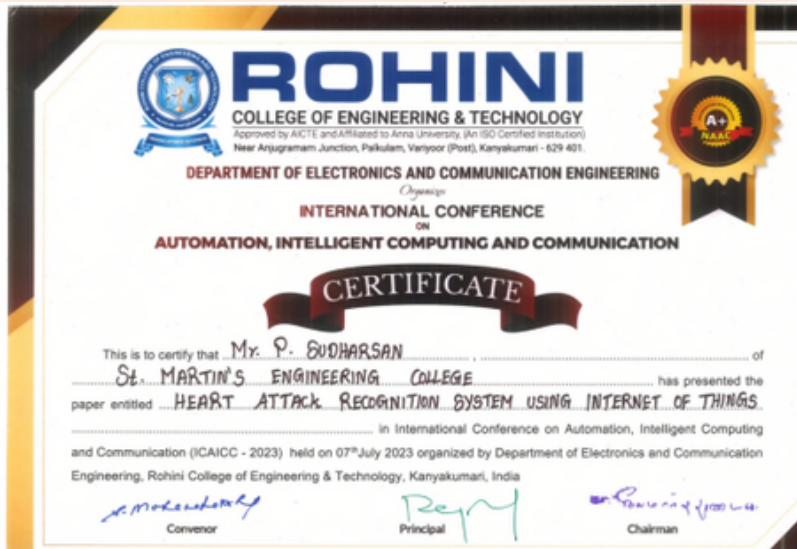 ROHINI
COLLEGE OF ENGINEERING & TECHNOLOGY
Approved by AICTE and Affiliated to Anna University, (An ISO Certified Institution)
Near Anjugramam Junction, Palkulam, Variyoor (Post), Kanyakumari - 629 401.
A+
NAAC
DEPARTMENT OF ELECTRONICS AND COMMUNICATION ENGINEERING
Organizes
INTERNATIONAL CONFERENCE
ON
AUTOMATION, INTELLIGENT COMPUTING AND COMMUNICATION
CERTIFICATE
This is to certify that Mr. P. SUDHARSAN , of
St. MARTIN'S ENGINEERING COLLEGE has presented the
paper entitled HEART ATTACK RECOGNITION SYSTEM USING INTERNET OF THINGS
in International Conference on Automation, Intelligent Computing
and Communication (ICAICC - 2023) held on 07th July 2023 organized by Department of Electronics and Communication
Engineering, Rohini College of Engineering & Technology, Kanyakumari, India
Convenor Principal Chairman